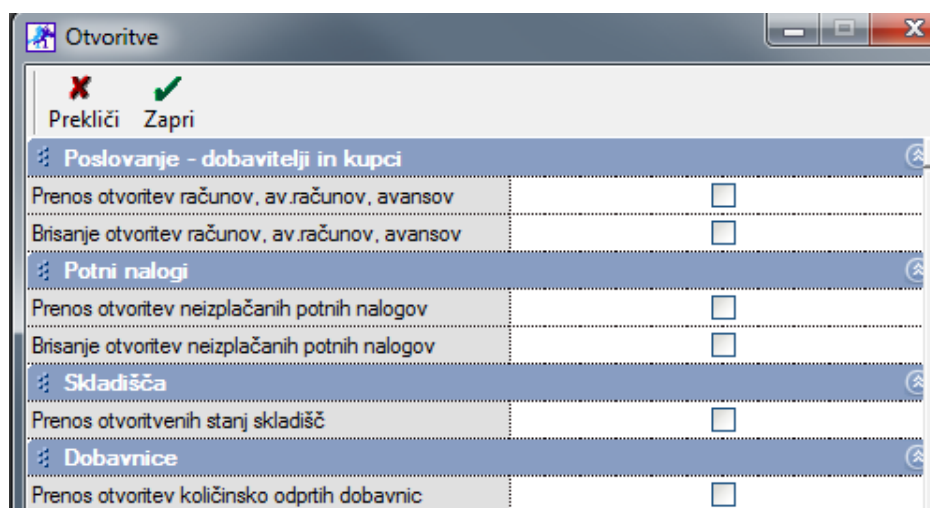 Otvoritve
Prekliči Zapri
Poslovanje - dobavitelji in kupci
Prenos otvoritev računov, av.računov, avansov
Brisanje otvoritev računov, av.računov, avansov
Potni nalogi
Prenos otvoritev neizplačanih potnih nalogov
Brisanje otvoritev neizplačanih potnih nalogov
Skladišča
Prenos otvoritvenih stanj skladišč
Dobavnice
Prenos otvoritev količinsko odprtih dobavnic